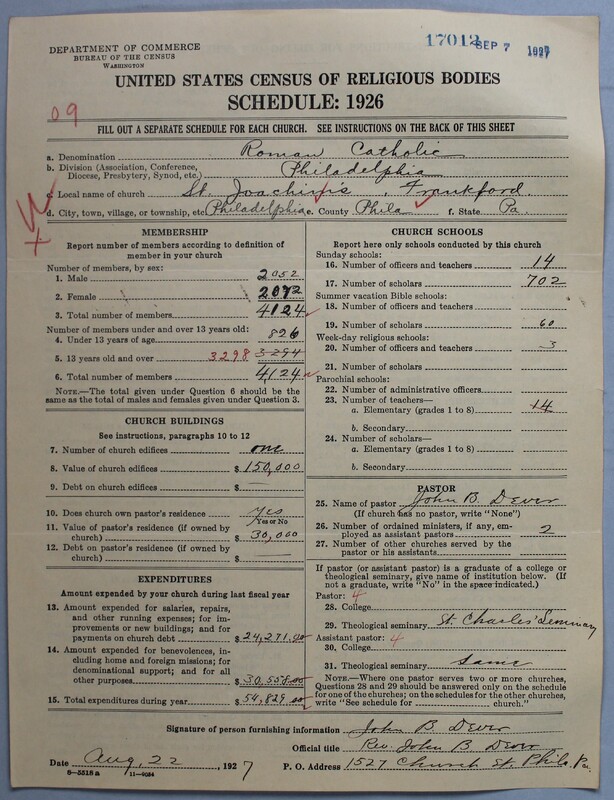 17012 SEP 7 1927
DEPARTMENT OF COMMERCE
BUREAU OF THE CENSUS
WASHINGTON
UNITED STATES CENSUS OF RELIGIOUS BODIES
SCHEDULE: 1926
09
FILL OUT A SEPARATE SCHEDULE FOR EACH CHURCH. SEE INSTRUCTIONS ON THE BACK OF THIS SHEET
a. Denomination Roman Catholic
b. Division (Association, Conference, Diocese, Presbytery, Synod, etc.) Philadelphia
c. Local name of church St. Joachim's, Frankford
d. City, town, village, or township, etc. Philadelphia e. County Phila f. State Pa.
MEMBERSHIP
Report number of members according to definition of
member in your church
Number of members, by sex:
1. Male 2052
2. Female 2072
3. Total number of members 4124
Number of members under and over 13 years old:
4. Under 13 years of age 826
5. 13 years old and over 3298 3294
6. Total number of members 4124
NOTE.—The total given under Question 6 should be
same as the total of males and females given under Question 3.
CHURCH BUILDINGS
See instructions, paragraphs 10 to 12
7. Number of church edifices one
8. Value of church edifices $ 150,000
9. Debt on church edifices $ —
10. Does church own pastor's residence yes
Yes or No
11. Value of pastor's residence (if owned by
church) $ 30,000
12. Debt on pastor's residence (if owned by
church) $ —
EXPENDITURES
Amount expended by your church during last fiscal year
13. Amount expended for salaries, repairs,
and other running expenses; for im-
provements or new buildings; and for
payments on church debt $ 24,271.00
14. Amount expended for benevolences,
including home and foreign missions; for
denominational support; and for all
other purposes $ 30,558.00
15. Total expenditures during year $ 54,829.00
CHURCH SCHOOLS
Report here only schools conducted by this church
Sunday schools:
16. Number of officers and teachers 14
17. Number of scholars 702
Summer vacation Bible schools:
18. Number of officers and teachers
19. Number of scholars 60
Week-day religious schools:
20. Number of officers and teachers 3
21. Number of scholars
Parochial schools:
22. Number of administrative officers
23. Number of teachers—
a. Elementary (grades 1 to 8) 14
b. Secondary
24. Number of scholars—
a. Elementary (grades 1 to 8)
b. Secondary
PASTOR
25. Name of pastor John B. Dever
(If church has no pastor, write "None")
26. Number of ordained ministers, if any, em-
ployed as assistant pastors 2
27. Number of other churches served by the
pastor or his assistants
If pastor (or assistant pastor) is a graduate of a college or
theological seminary, give name of institution below. (If
not a graduate, write "No" in the space indicated.)
Pastor: 4
28. College
29. Theological seminary St. Charles' Seminary
Assistant pastor: 4
30. College
31. Theological seminary Same
NOTE.—Where one pastor serves two or more churches,
Questions 28 and 29 should be answered only on the schedule
for one of the churches; on the schedules for the other churches,
write "See schedule for church."
Signature of person furnishing information John B Dever
Official title Rev. John B Dever
Date Aug, 22, 1927 P. O. Address 1527 Church St. Phila. Pa.
8—5518 a 11—9034